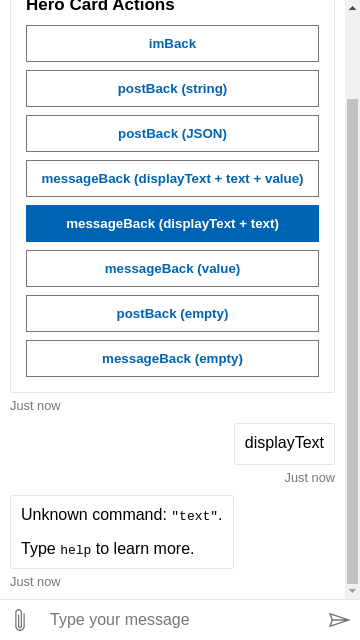 Hero Card Actions
imBack
postBack (string)
postBack (JSON)
messageBack (displayText + text + value)
messageBack (displayText + text)
messageBack (value)
postBack (empty)
messageBack (empty)
Just now
displayText
Just now
Unknown command: "text".
Type help to learn more.
Just now
Type your message